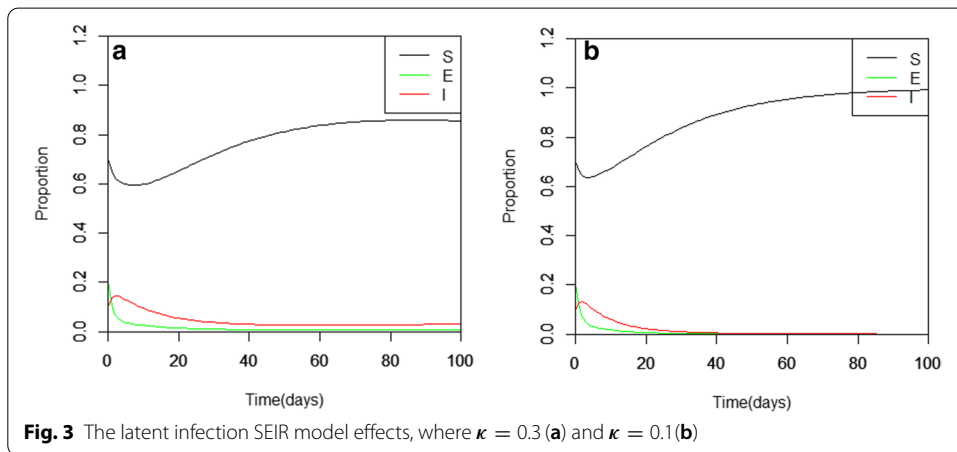 a
S
E
I
Proportion
0.0 0.2 0.4 0.6 0.8 1.0 1.2
0 20 40 60 80 100
Time(days)
b
S
E
I
Proportion
0.0 0.2 0.4 0.6 0.8 1.0 1.2
0 20 40 60 80 100
Time(days)
Fig. 3 The latent infection SEIR model effects, where κ = 0.3 (a) and κ = 0.1(b)